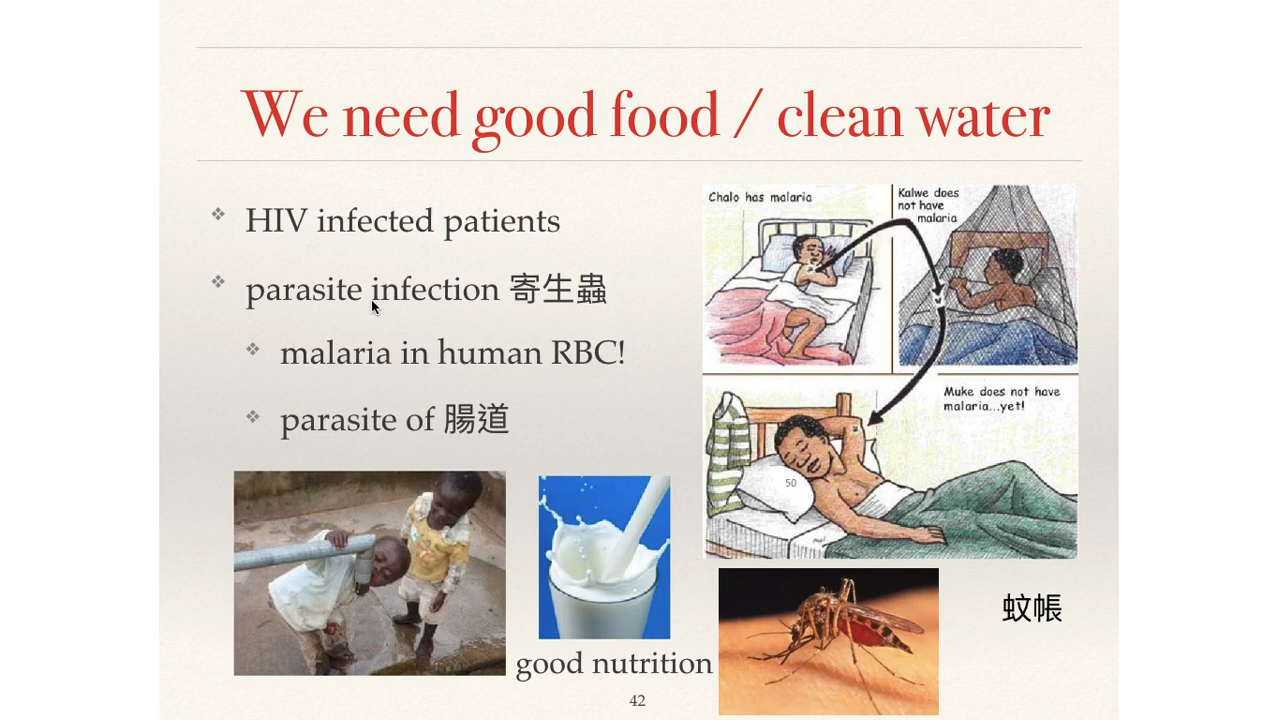 We need good food / clean water
HIV infected patients
parasite infection 寄生蟲
malaria in human RBC!
parasite of 腸道
Chalo has malaria
Kalwe does
not have
malaria
Muke does not have
malaria...yet!
50
蚊帳
good nutrition
42